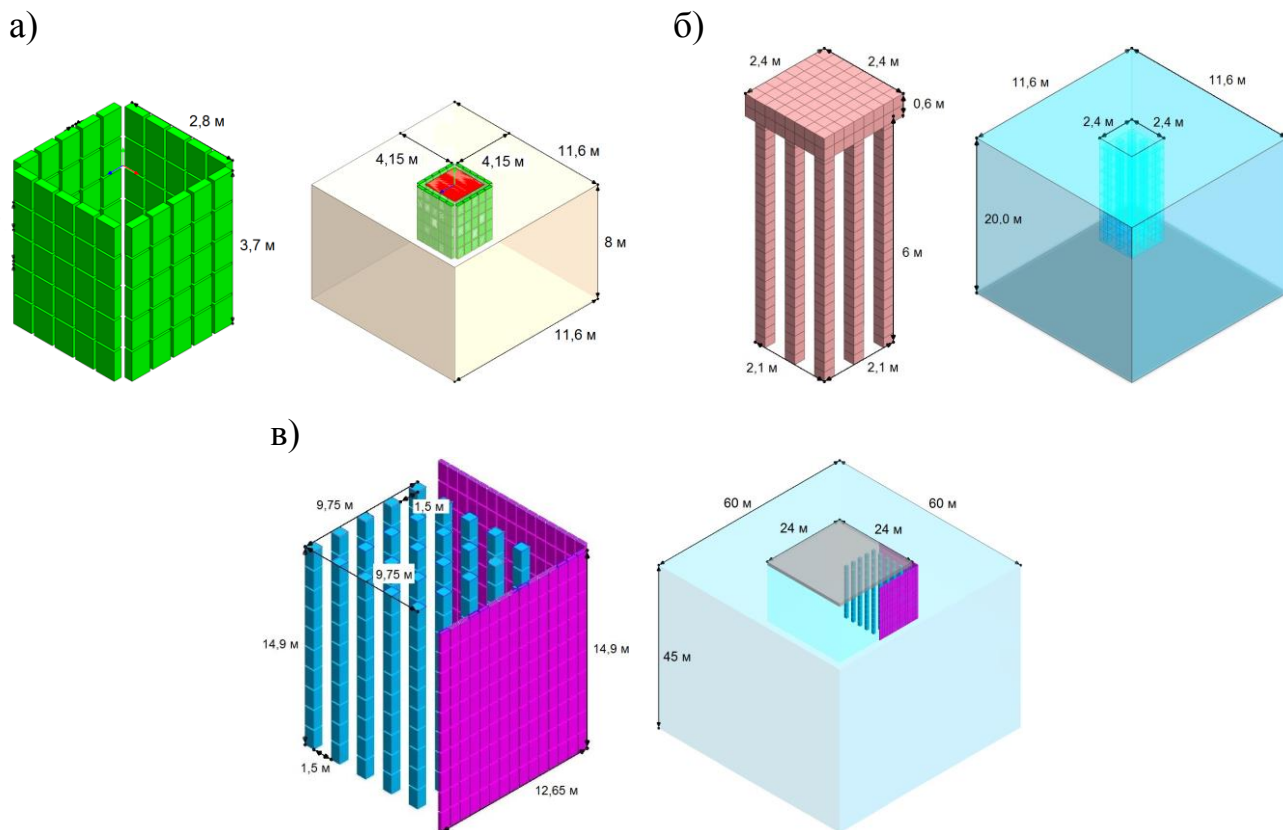 а)
2,8 м
3,7 м
4,15 м
4,15 м
11,6 м
8 м
11,6 м
б)
2,4 м
2,4 м
0,6 м
6 м
2,1 м
2,1 м
11,6 м
11,6 м
2,4 м
2,4 м
20,0 м
в)
9,75 м
1,5 м
9,75 м
14,9 м
14,9 м
1,5 м
12,65 м
60 м
60 м
24 м
24 м
45 м